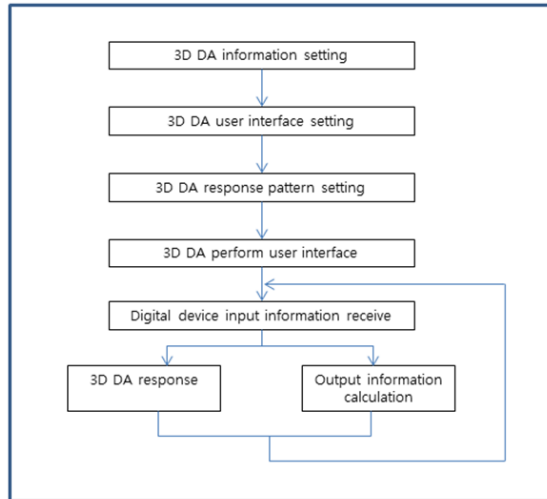 3D DA information setting
3D DA user interface setting
3D DA response pattern setting
3D DA perform user interface
Digital device input information receive
3D DA response
Output information
calculation